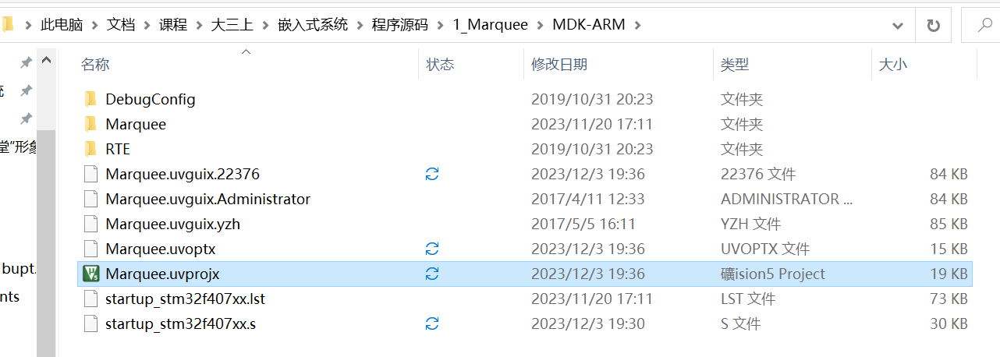 此电脑 > 文档 > 课程 > 大三上 > 嵌入式系统 > 程序源码 > 1_Marquee > MDK-ARM >
名称 状态 修改日期 类型 大小
DebugConfig 2019/10/31 20:23 文件夹
Marquee 2023/11/20 17:11 文件夹
RTE 2019/10/31 20:23 文件夹
堂"形象
Marquee.uvguix.22376 2023/12/3 19:36 22376 文件 84 KB
Marquee.uvguix.Administrator 2017/4/11 12:33 ADMINISTRATOR ... 84 KB
Marquee.uvguix.yzh 2017/5/5 16:11 YZH 文件 85 KB
Marquee.uvoptx 2023/12/3 19:36 UVOPTX 文件 15 KB
bupt.
Marquee.uvprojx 2023/12/3 19:36 礦ision5 Project 19 KB
nts
startup_stm32f407xx.lst 2023/11/20 17:11 LST 文件 73 KB
startup_stm32f407xx.s 2023/12/3 19:30 S 文件 30 KB